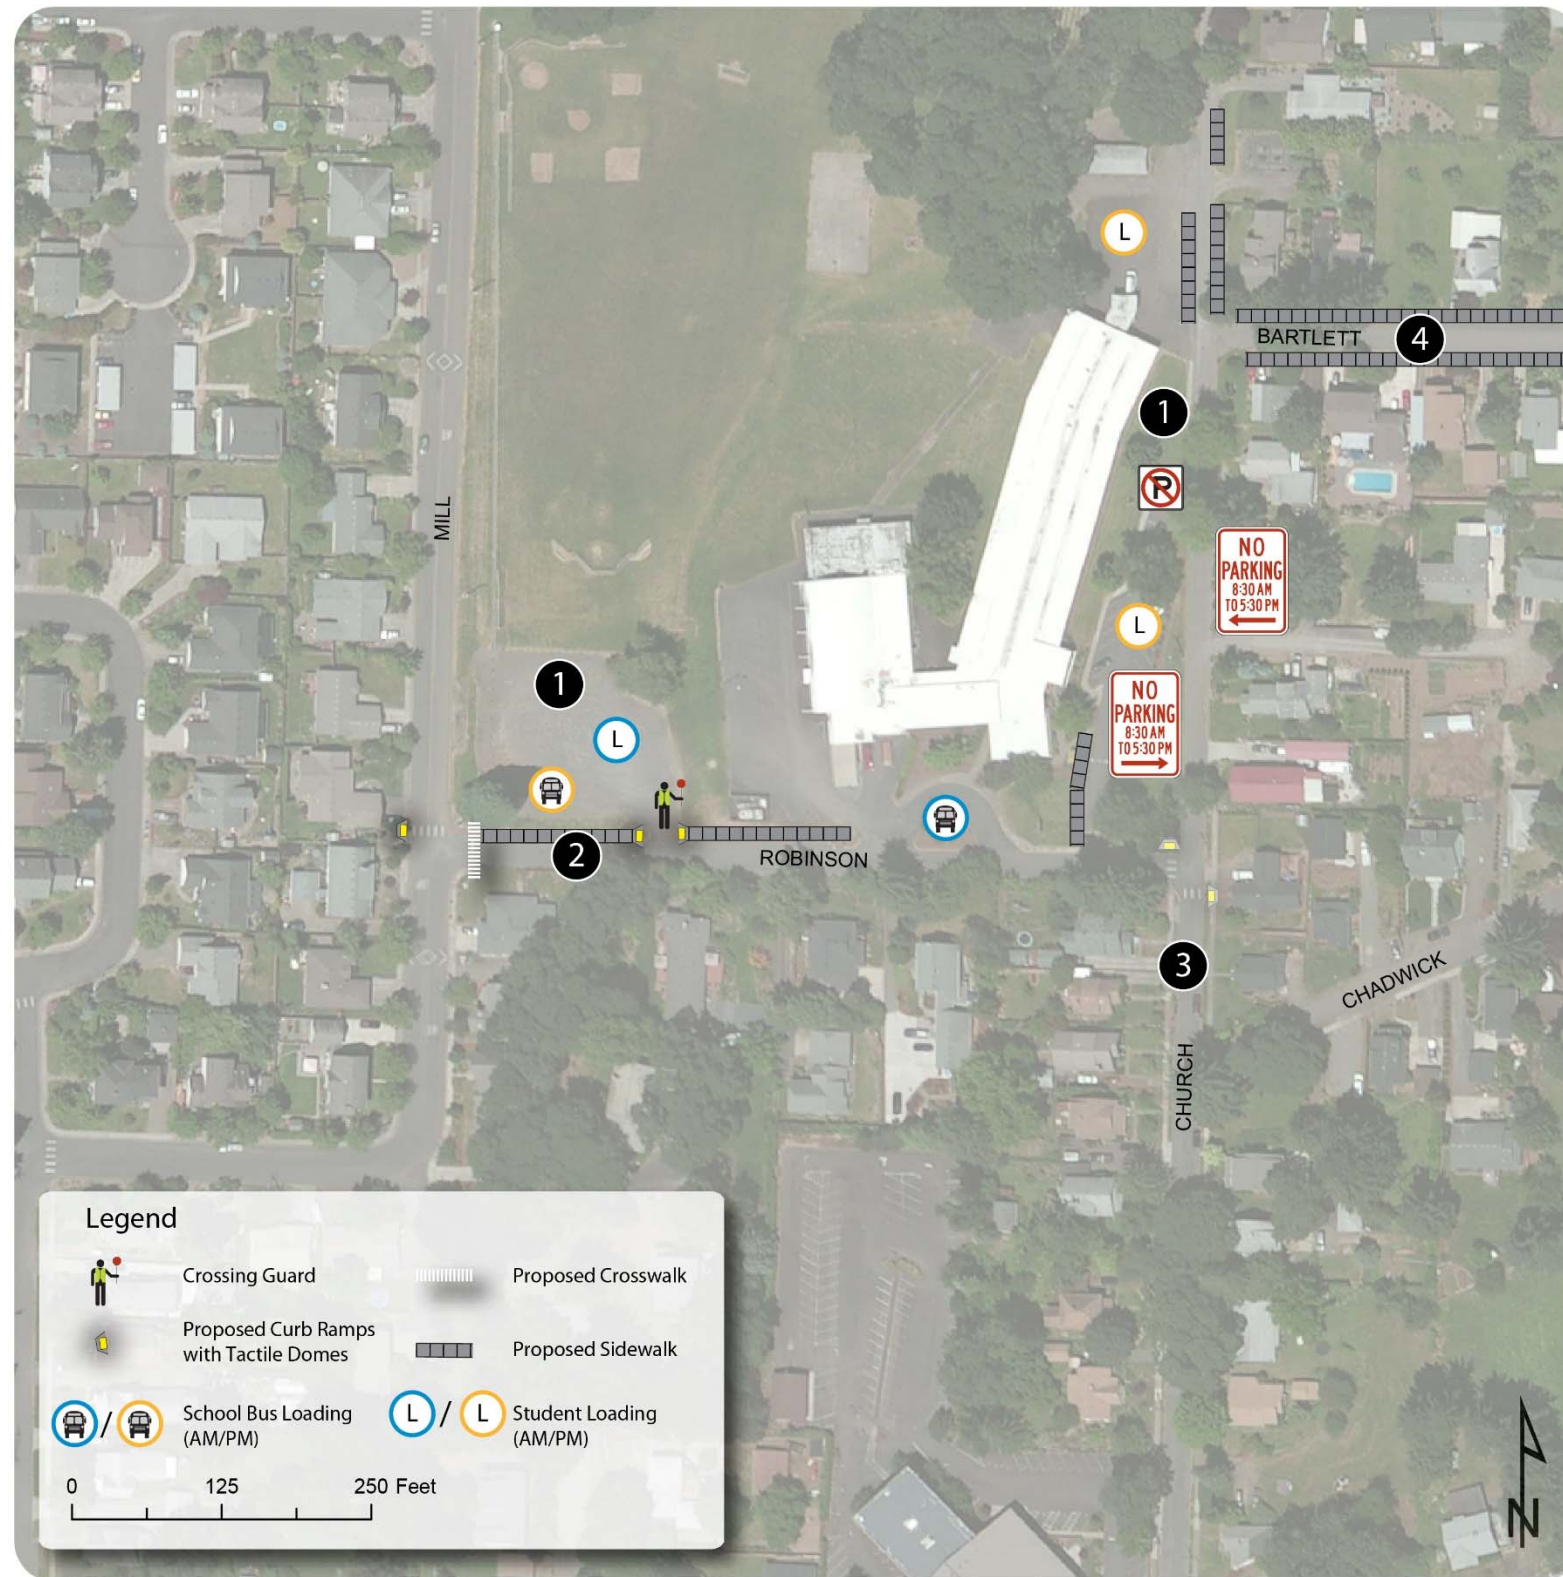 L
BARTLETT
4
1
P
MILL
NO
PARKING
8:30 AM
TO 5:30 PM
L
1
L
NO
PARKING
8:30 AM
TO 5:30 PM
2
ROBINSON
3
CHADWICK
CHURCH
Legend
Crossing Guard
Proposed Crosswalk
Proposed Curb Ramps
with Tactile Domes
Proposed Sidewalk
School Bus Loading
(AM/PM)
L / L Student Loading
(AM/PM)
0 125 250 Feet
N